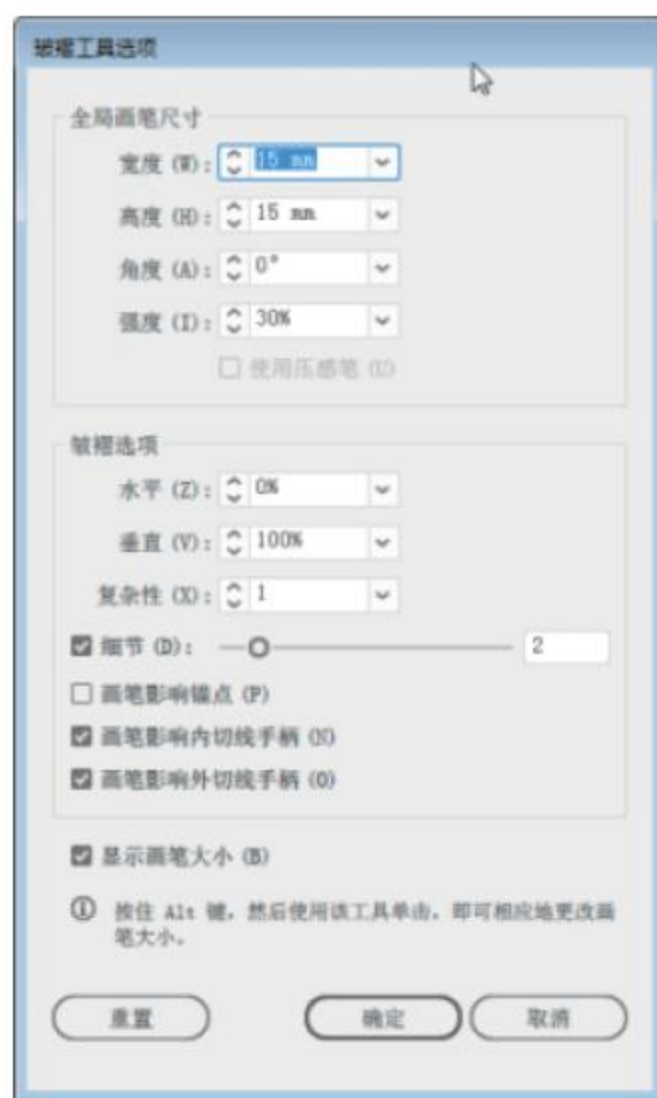 皱褶工具选项
全局画笔尺寸
宽度 (W): 15 mm
高度 (H): 15 mm
角度 (A): 0°
强度 (I): 30%
使用压感笔 (U)
皱褶选项
水平 (Z): 0%
垂直 (V): 100%
复杂性 (X): 1
细节 (D): 2
画笔影响锚点 (P)
画笔影响内切线手柄 (N)
画笔影响外切线手柄 (O)
显示画笔大小 (B)
按住 Alt 键，然后使用该工具单击，即可相应地更改画
笔大小。
重置 确定 取消